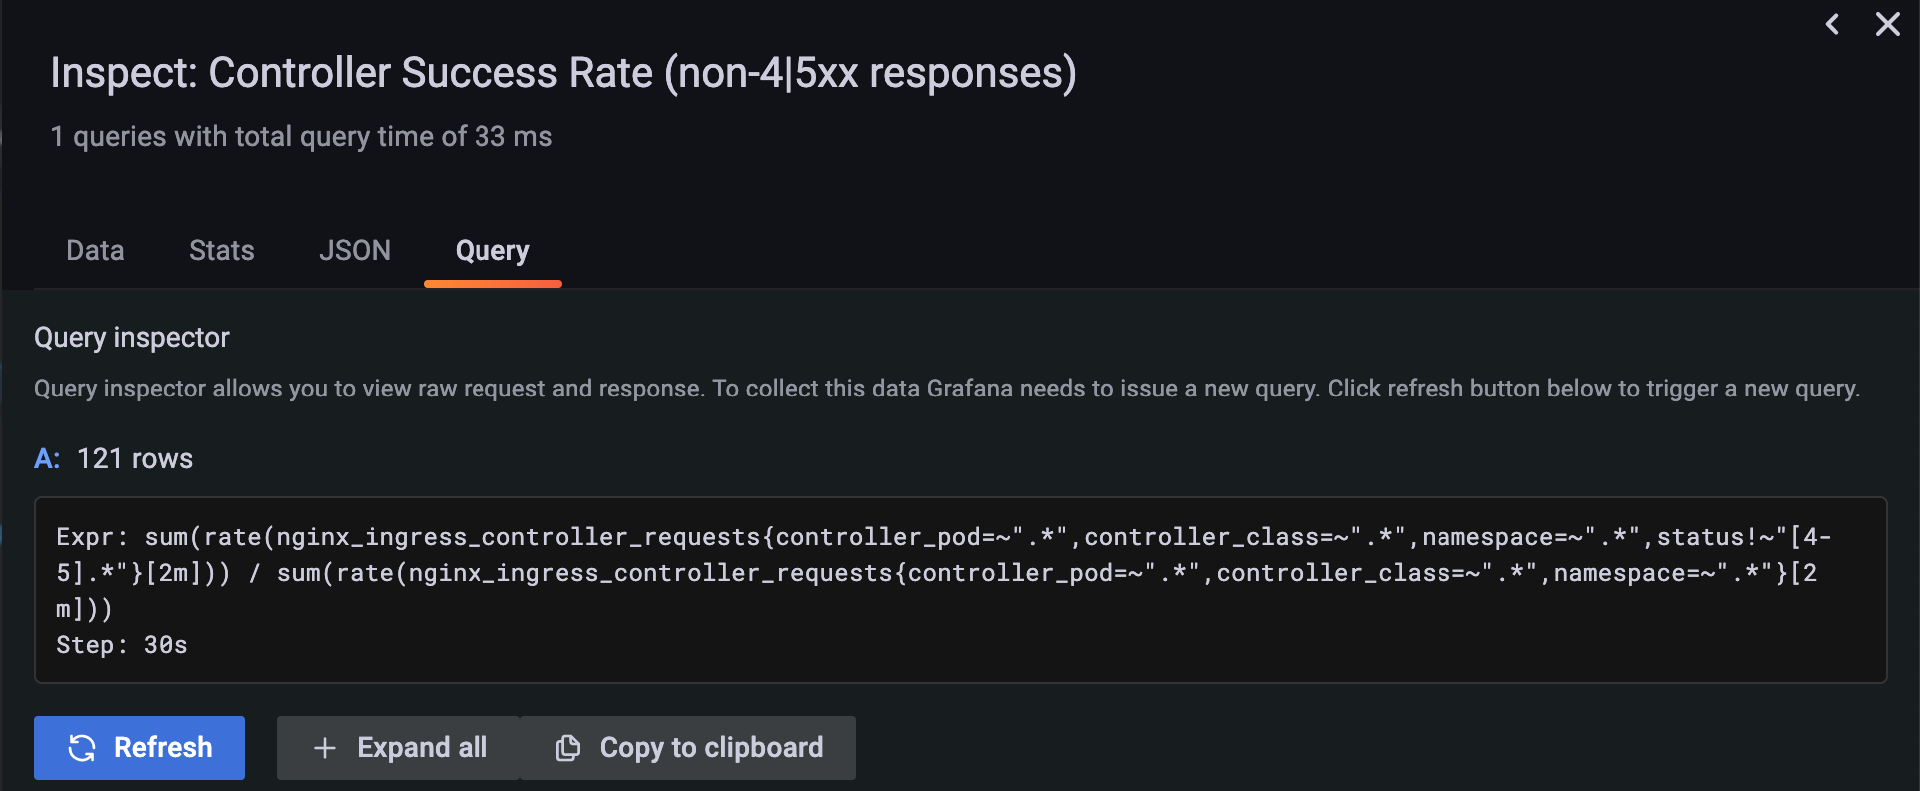 Inspect: Controller Success Rate (non-4|5xx responses)
1 queries with total query time of 33 ms
Data Stats JSON Query
Query inspector
Query inspector allows you to view raw request and response. To collect this data Grafana needs to issue a new query. Click refresh button below to trigger a new query.
A: 121 rows
Expr: sum(rate(nginx_ingress_controller_requests{controller_pod=~".*",controller_class=~".*",namespace=~".*",status!~"[4-
5].*"}[2m])) / sum(rate(nginx_ingress_controller_requests{controller_pod=~".*",controller_class=~".*",namespace=~".*"}[2
m]))
Step: 30s
Refresh Expand all Copy to clipboard